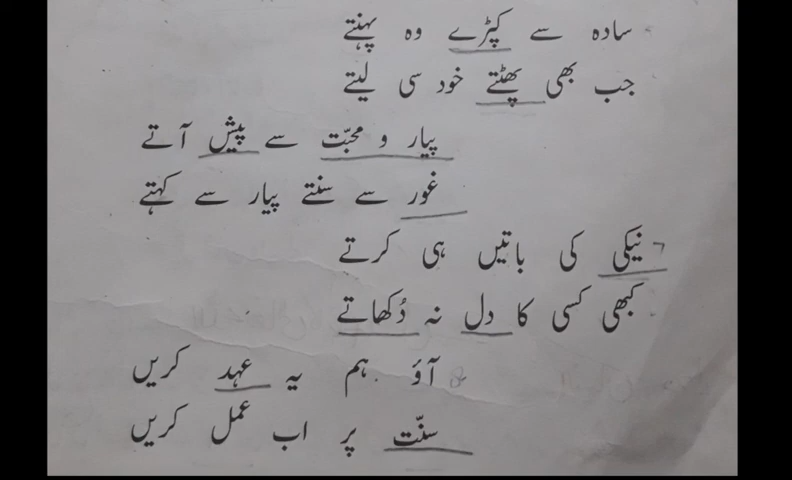 سادہ سے کپڑے وہ پہنتے
جب بھی پھٹتے خود سی لیتے
پیار و محبّت سے پیش آتے
غور سے سنتے پیار سے کہتے
نیکی کی باتیں ہی کرتے
کبھی کسی کا دل نہ دُکھاتے
آؤ ہم یہ عہد کریں
سنّت پر اب عمل کریں